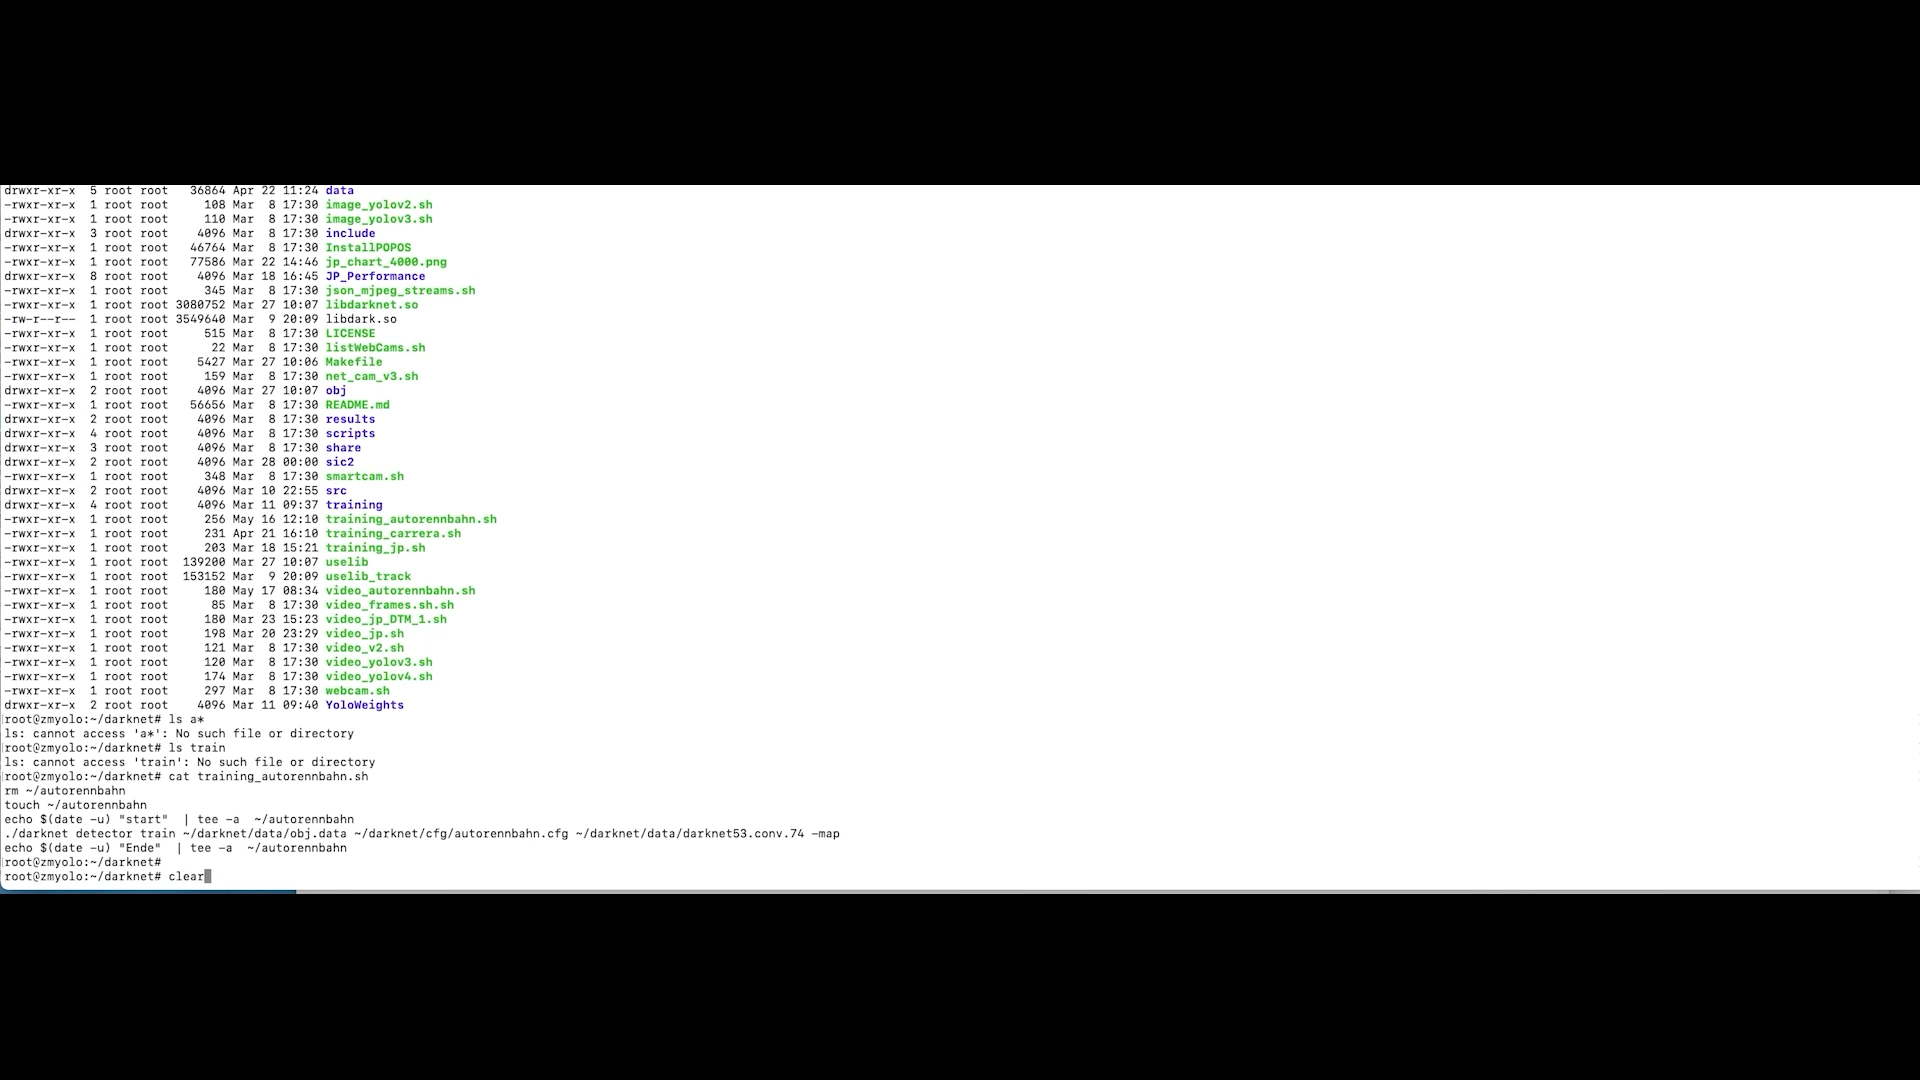 drwxr-xr-x  5 root root   36864 Apr 22 11:24 data
-rwxr-xr-x  1 root root     108 Mar  8 17:30 image_yolov2.sh
-rwxr-xr-x  1 root root     110 Mar  8 17:30 image_yolov3.sh
drwxr-xr-x  3 root root    4096 Mar  8 17:30 include
-rwxr-xr-x  1 root root   46764 Mar  8 17:30 InstallPOPOS
-rwxr-xr-x  1 root root   77586 Mar 22 14:46 jp_chart_4000.png
drwxr-xr-x  8 root root    4096 Mar 18 16:45 JP_Performance
-rwxr-xr-x  1 root root     345 Mar  8 17:30 json_mjpeg_streams.sh
-rwxr-xr-x  1 root root 3080752 Mar 27 10:07 libdarknet.so
-rw-r--r--  1 root root 3549640 Mar  9 20:09 libdark.so
-rwxr-xr-x  1 root root     515 Mar  8 17:30 LICENSE
-rwxr-xr-x  1 root root      22 Mar  8 17:30 listWebCams.sh
-rwxr-xr-x  1 root root    5427 Mar 27 10:06 Makefile
-rwxr-xr-x  1 root root     159 Mar  8 17:30 net_cam_v3.sh
drwxr-xr-x  2 root root    4096 Mar 27 10:07 obj
-rwxr-xr-x  1 root root   56656 Mar  8 17:30 README.md
drwxr-xr-x  2 root root    4096 Mar  8 17:30 results
drwxr-xr-x  4 root root    4096 Mar  8 17:30 scripts
drwxr-xr-x  3 root root    4096 Mar  8 17:30 share
drwxr-xr-x  2 root root    4096 Mar 28 00:00 sic2
-rwxr-xr-x  1 root root     348 Mar  8 17:30 smartcam.sh
drwxr-xr-x  2 root root    4096 Mar 10 22:55 src
drwxr-xr-x  4 root root    4096 Mar 11 09:37 training
-rwxr-xr-x  1 root root     256 May 16 12:10 training_autorennbahn.sh
-rwxr-xr-x  1 root root     231 Apr 21 16:10 training_carrera.sh
-rwxr-xr-x  1 root root     203 Mar 18 15:21 training_jp.sh
-rwxr-xr-x  1 root root  139200 Mar 27 10:07 uselib
-rwxr-xr-x  1 root root  153152 Mar  9 20:09 uselib_track
-rwxr-xr-x  1 root root     180 May 17 08:34 video_autorennbahn.sh
-rwxr-xr-x  1 root root      85 Mar  8 17:30 video_frames.sh.sh
-rwxr-xr-x  1 root root     180 Mar 23 15:23 video_jp_DTM_1.sh
-rwxr-xr-x  1 root root     198 Mar 20 23:29 video_jp.sh
-rwxr-xr-x  1 root root     121 Mar  8 17:30 video_v2.sh
-rwxr-xr-x  1 root root     120 Mar  8 17:30 video_yolov3.sh
-rwxr-xr-x  1 root root     174 Mar  8 17:30 video_yolov4.sh
-rwxr-xr-x  1 root root     297 Mar  8 17:30 webcam.sh
drwxr-xr-x  2 root root    4096 Mar 11 09:40 YoloWeights
root@zmyolo:~/darknet# ls a*
ls: cannot access 'a*': No such file or directory
root@zmyolo:~/darknet# ls train
ls: cannot access 'train': No such file or directory
root@zmyolo:~/darknet# cat training_autorennbahn.sh
rm ~/autorennbahn
touch ~/autorennbahn
echo $(date -u) "start"  | tee -a  ~/autorennbahn
./darknet detector train ~/darknet/data/obj.data ~/darknet/cfg/autorennbahn.cfg ~/darknet/data/darknet53.conv.74 -map
echo $(date -u) "Ende"  | tee -a  ~/autorennbahn
root@zmyolo:~/darknet#
root@zmyolo:~/darknet# clear